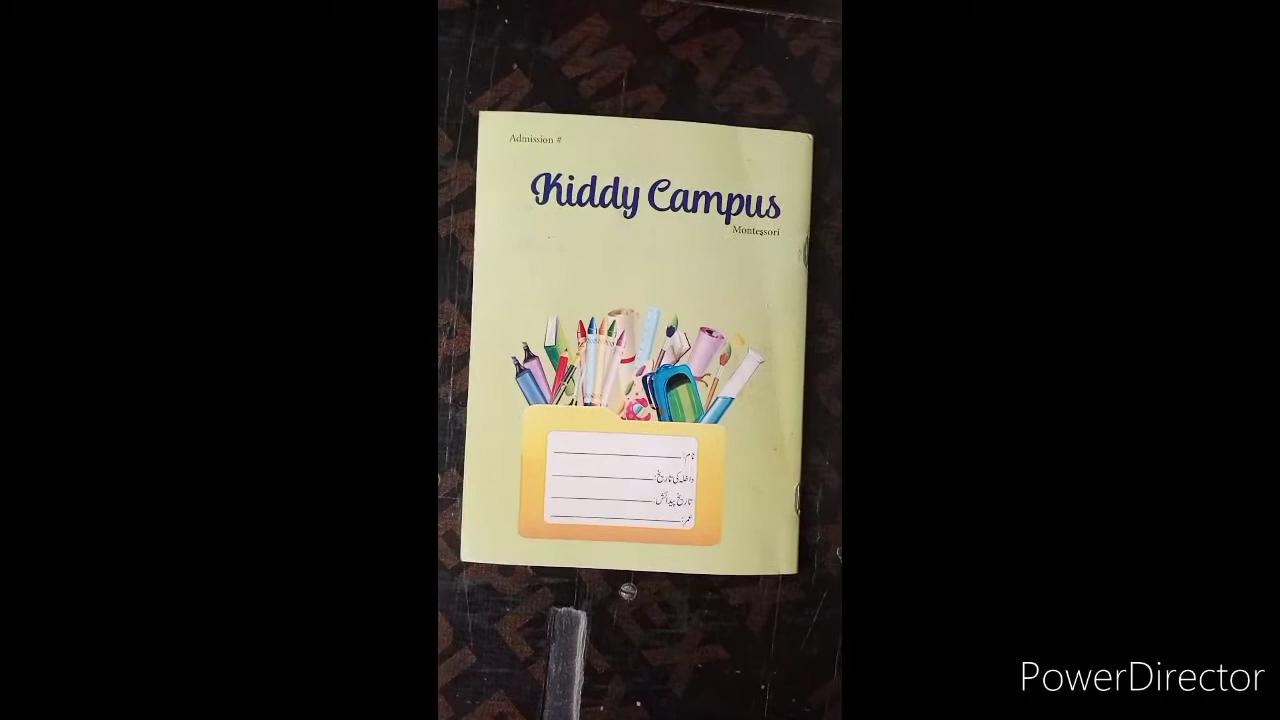 Admission #
Kiddy Campus
Montessori
نام:
داخلہ کی تاریخ:
تاریخ پیدائش:
عمر:
PowerDirector